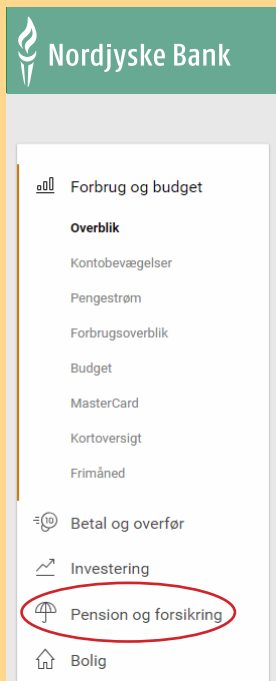 Nordjyske Bank
Forbrug og budget
Overblik
Kontobevægelser
Pengestrøm
Forbrugsoverblik
Budget
MasterCard
Kortoversigt
Frimåned
10
Betal og overfør
Investering
Pension og forsikring
Bolig